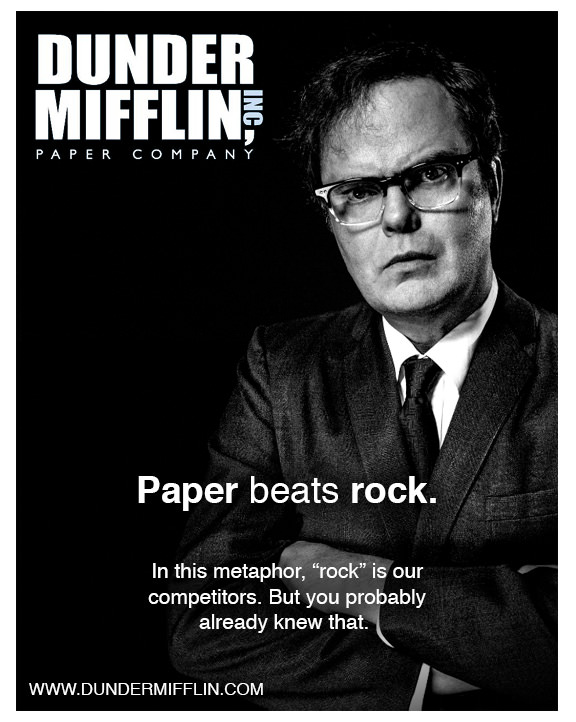 DUNDER
MIFFLIN, INC
PAPER COMPANY
Paper beats rock.
In this metaphor, “rock” is our
competitors. But you probably
already knew that.
WWW.DUNDERMIFFLIN.COM